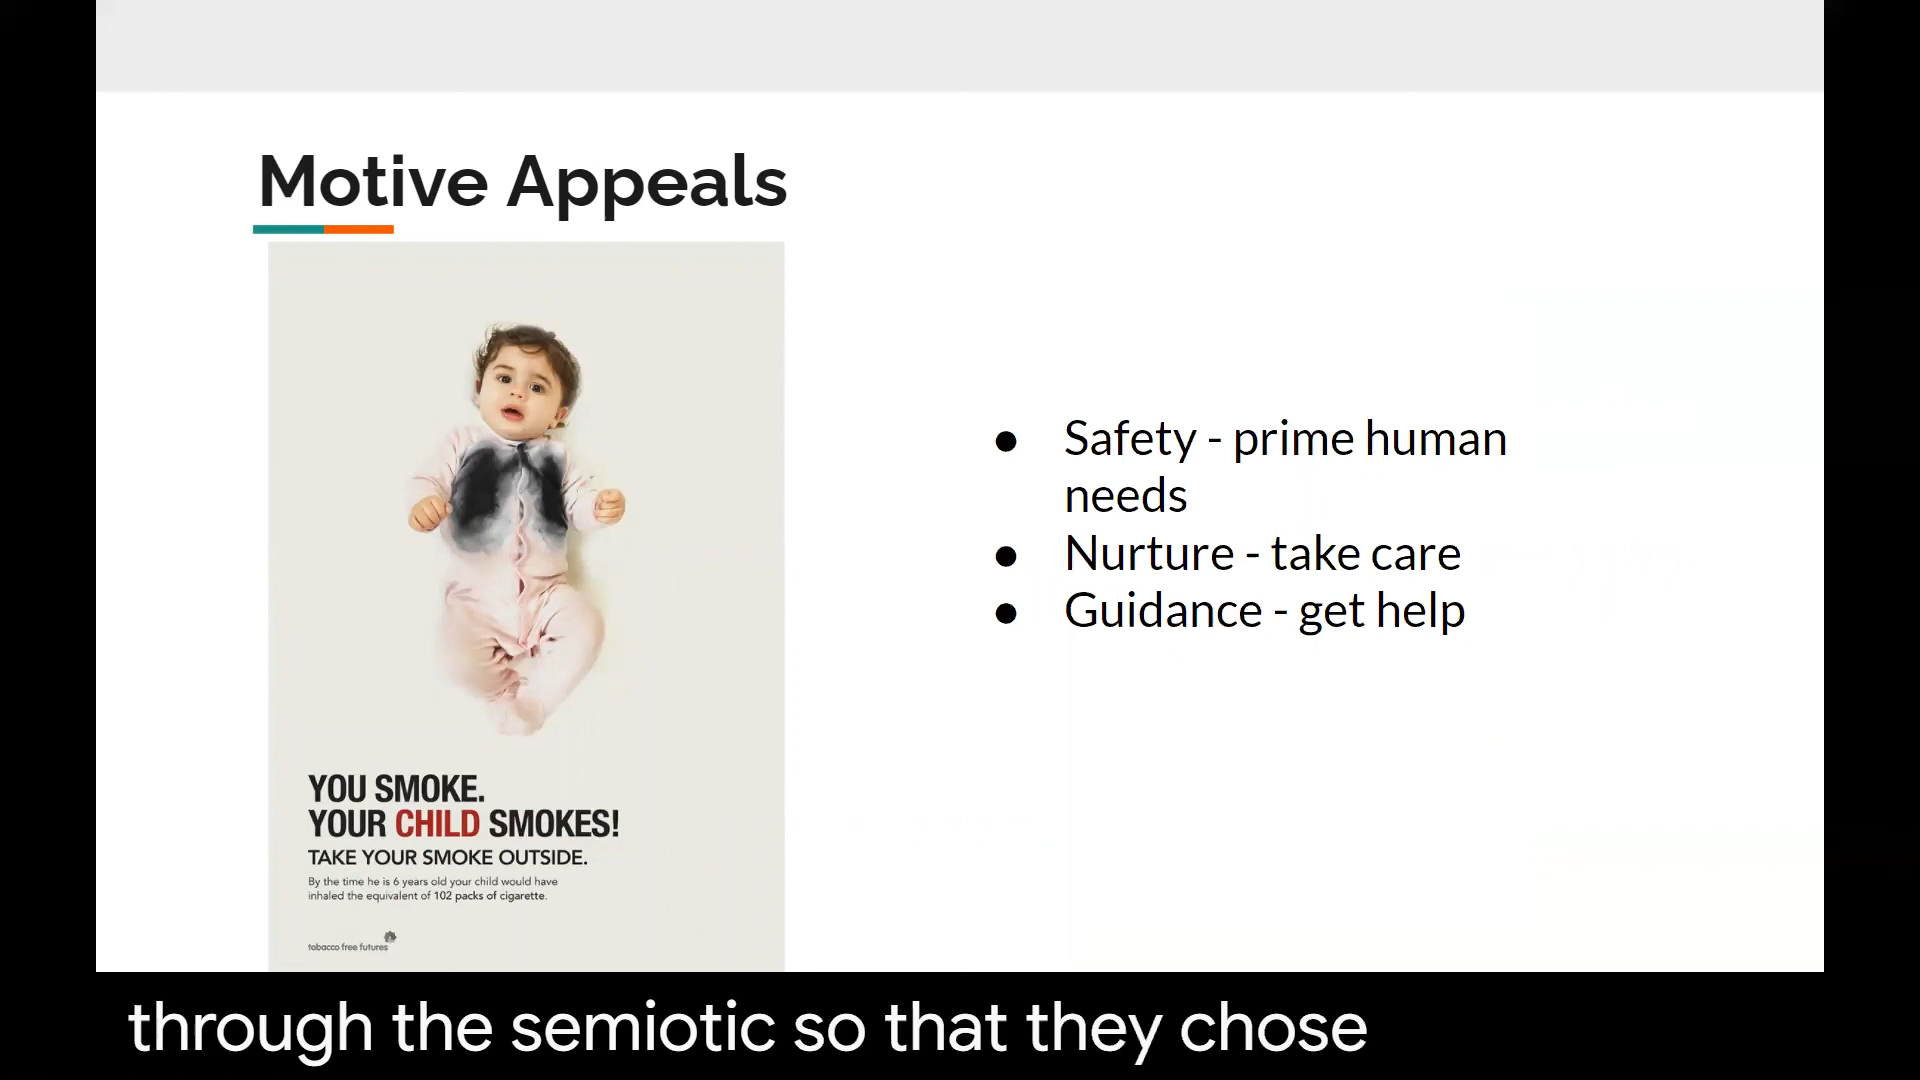 Motive Appeals
YOU SMOKE.
YOUR CHILD SMOKES!
TAKE YOUR SMOKE OUTSIDE.
By the time he is 6 years old your child would have
inhaled the equivalent of 102 packs of cigarette.
tobacco free futures
● Safety - prime human
needs
● Nurture - take care
● Guidance - get help
through the semiotic so that they chose